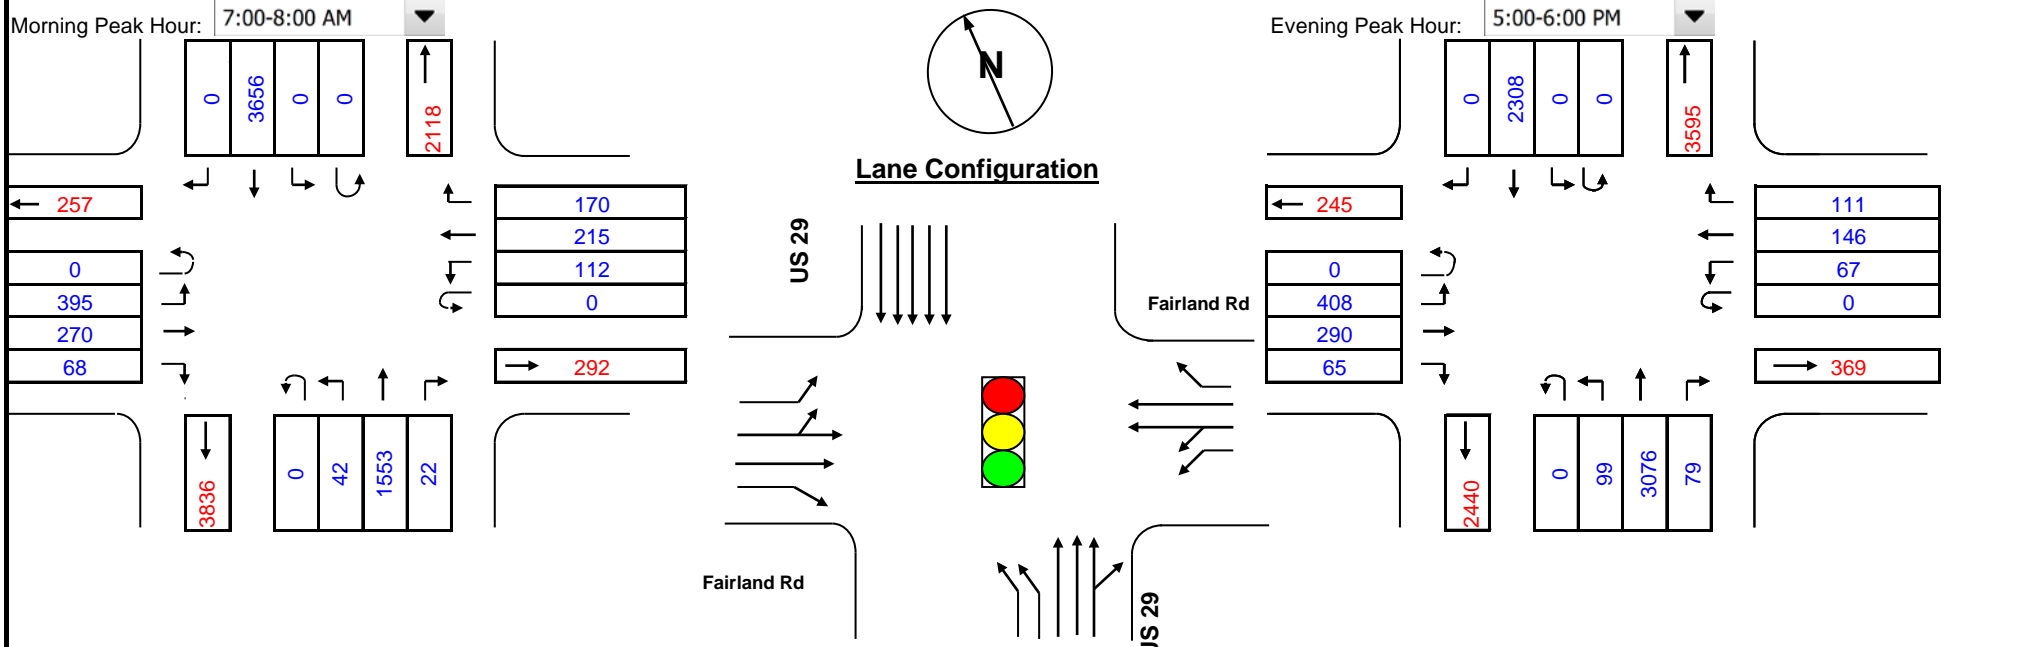 Morning Peak Hour: 7:00-8:00 AM
0 3656 0 0
2118
257
170
215
112
0
0
395
270
68
292
3836
0 42 1553 22
N
Lane Configuration
US 29
Fairland Rd
Fairland Rd
US 29
Evening Peak Hour: 5:00-6:00 PM
0 2308 0 0
3595
245
111
146
67
0
0
408
290
65
369
2440
0 99 3076 79